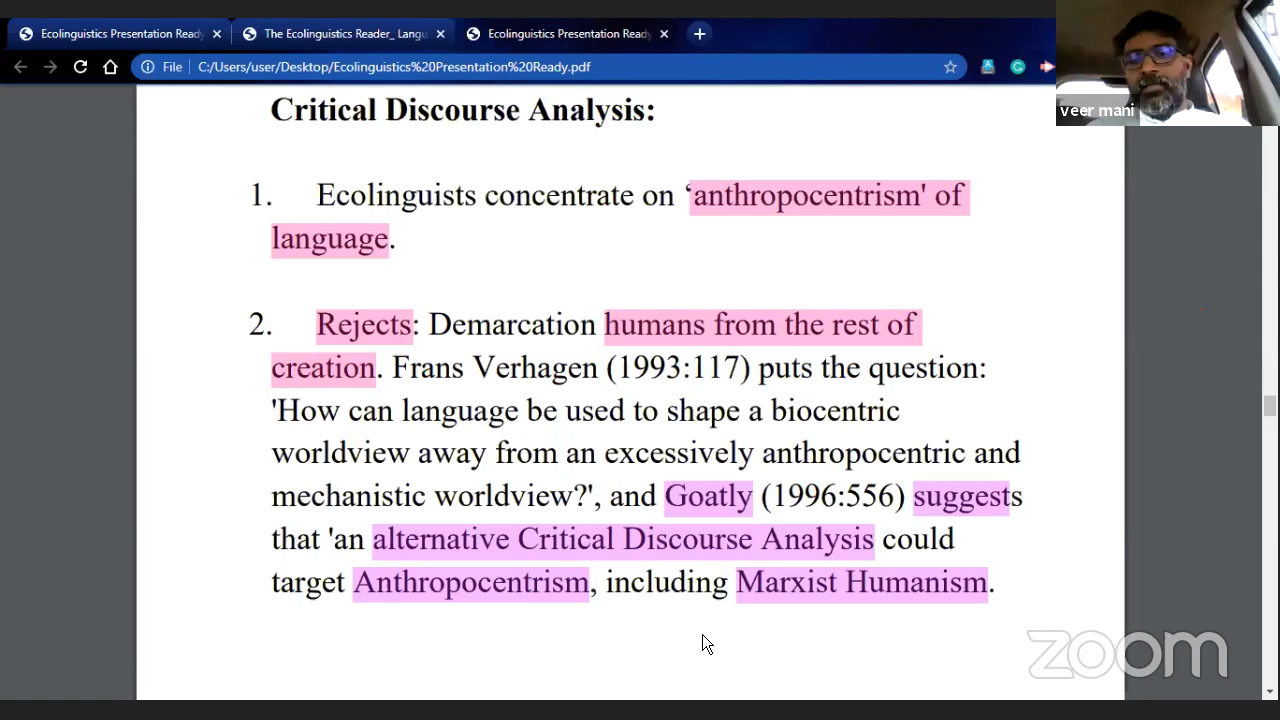 Ecolinguistics Presentation Ready
The Ecolinguistics Reader_ Langu
Ecolinguistics Presentation Ready
File
C:/Users/user/Desktop/Ecolinguistics%20Presentation%20Ready.pdf
veer mani
Critical Discourse Analysis:
1. Ecolinguists concentrate on ‘anthropocentrism' of
language.
2. Rejects: Demarcation humans from the rest of
creation. Frans Verhagen (1993:117) puts the question:
'How can language be used to shape a biocentric
worldview away from an excessively anthropocentric and
mechanistic worldview?', and Goatly (1996:556) suggests
that 'an alternative Critical Discourse Analysis could
target Anthropocentrism, including Marxist Humanism.
zoom